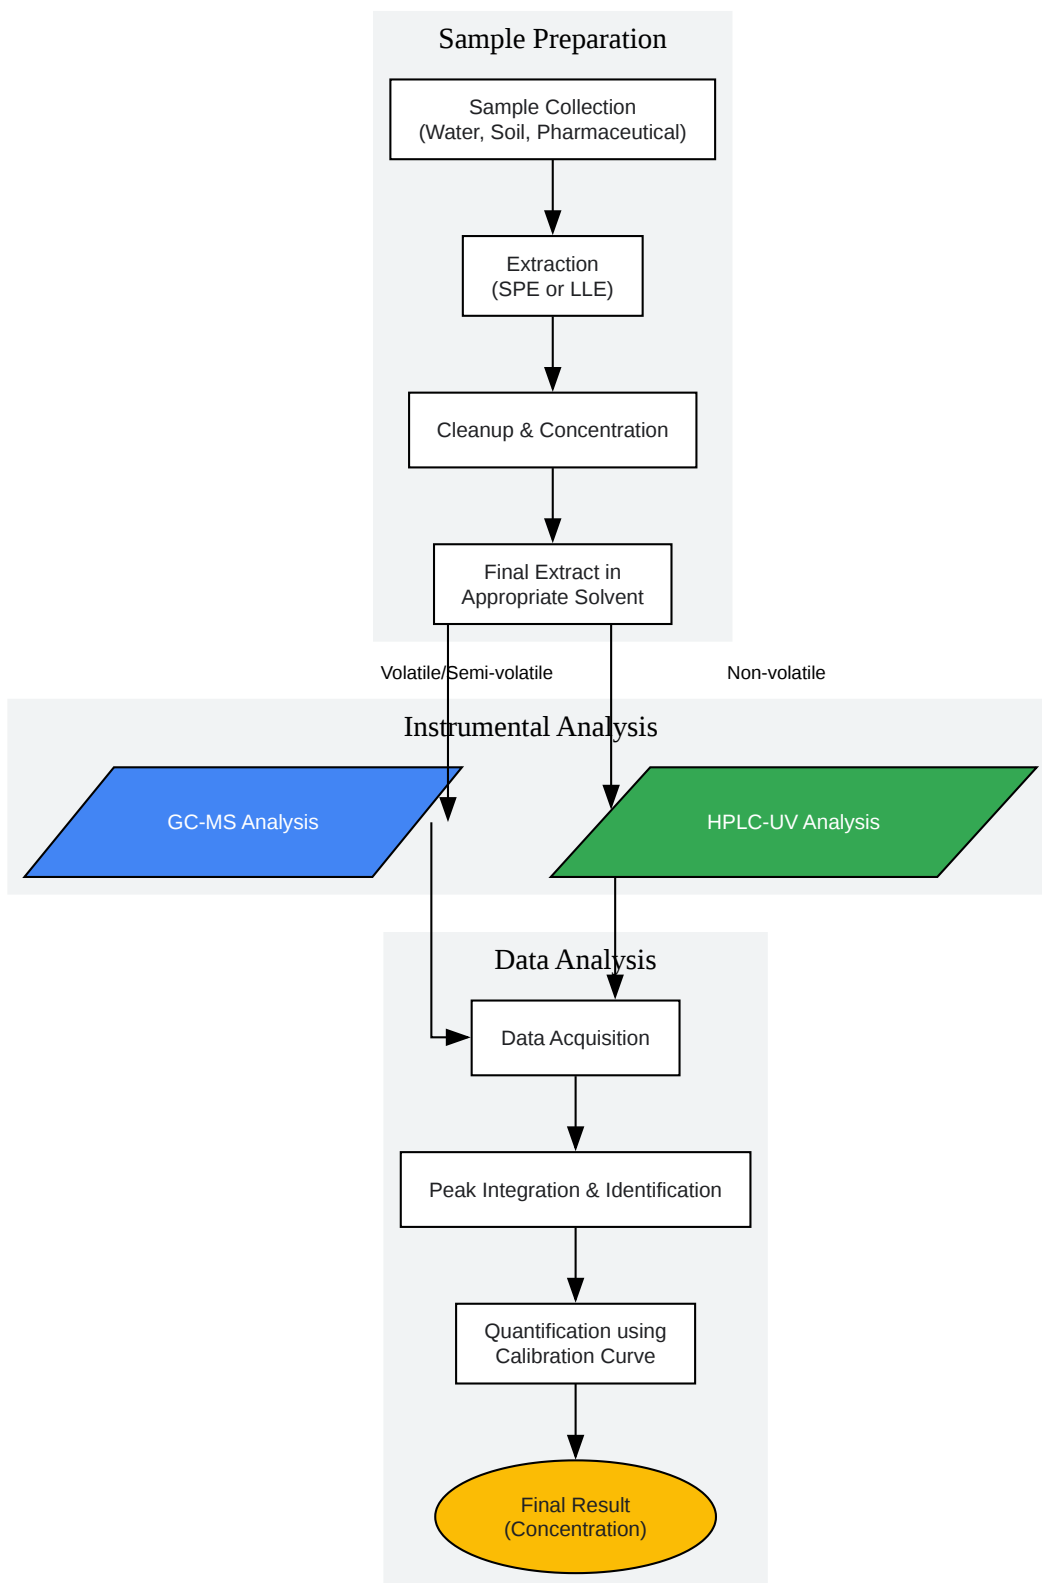 Sample Preparation
Sample Collection
(Water, Soil, Pharmaceutical)
Extraction
(SPE or LLE)
Cleanup & Concentration
Final Extract in
Appropriate Solvent
Volatile/Semi-volatile
Non-volatile
Instrumental Analysis
GC-MS Analysis
HPLC-UV Analysis
Data Analysis
Data Acquisition
Peak Integration & Identification
Quantification using
Calibration Curve
Final Result
(Concentration)